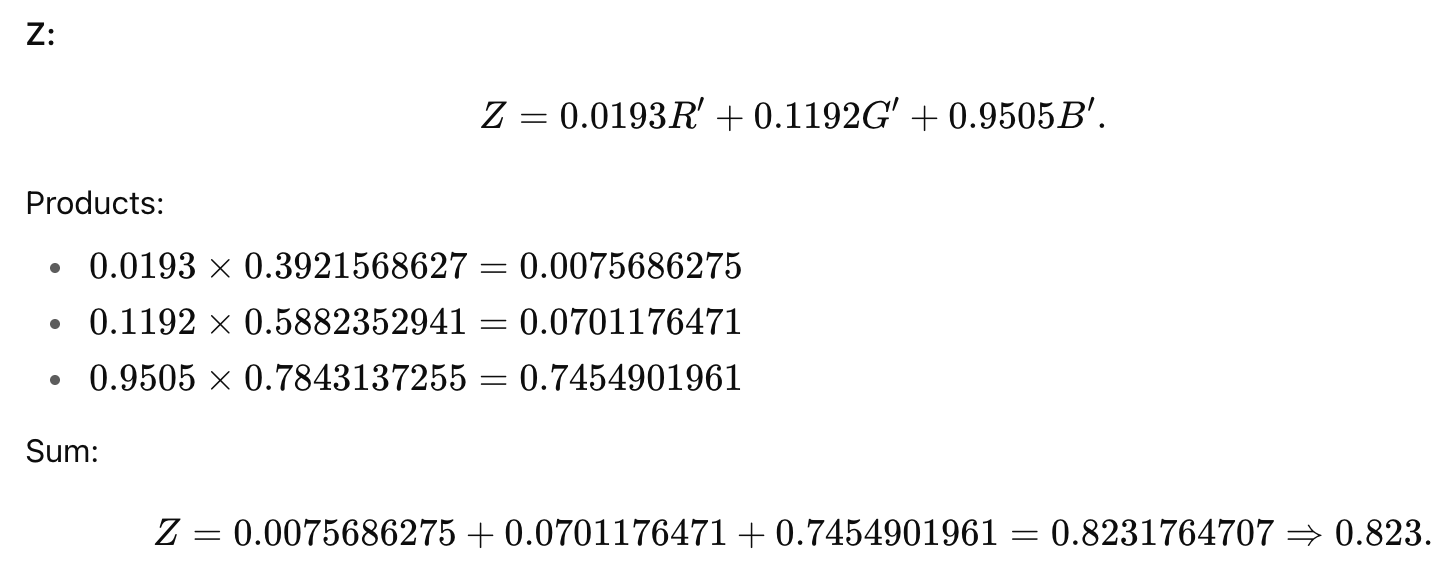 Z:
Z = 0.0193R′ + 0.1192G′ + 0.9505B′.
Products:
• 0.0193 × 0.3921568627 = 0.0075686275
• 0.1192 × 0.5882352941 = 0.0701176471
• 0.9505 × 0.7843137255 = 0.7454901961
Sum:
Z = 0.0075686275 + 0.0701176471 + 0.7454901961 = 0.8231764707 ⇒ 0.823.